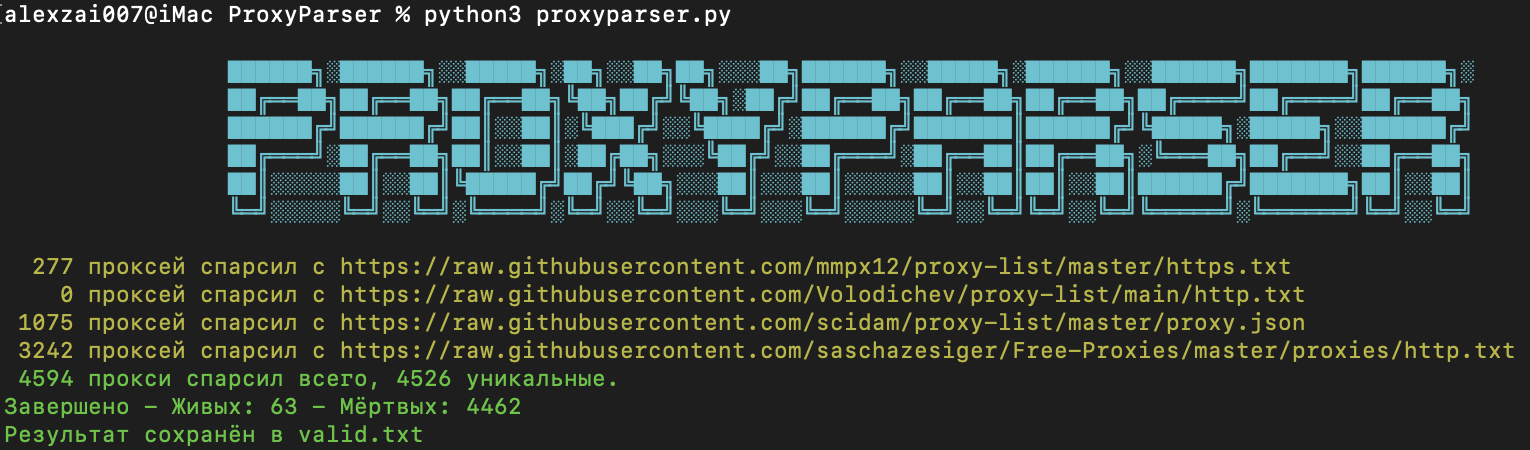 alexzai007@iMac ProxyParser % python3 proxyparser.py
PROXYPARSER
277 проксей спарсил с https://raw.githubusercontent.com/mmpx12/proxy-list/master/https.txt
0 проксей спарсил с https://raw.githubusercontent.com/Volodichev/proxy-list/main/http.txt
1075 проксей спарсил с https://raw.githubusercontent.com/scidam/proxy-list/master/proxy.json
3242 проксей спарсил с https://raw.githubusercontent.com/saschazesiger/Free-Proxies/master/proxies/http.txt
4594 прокси спарсил всего, 4526 уникальные.
Завершено – Живых: 63 – Мёртвых: 4462
Результат сохранён в valid.txt